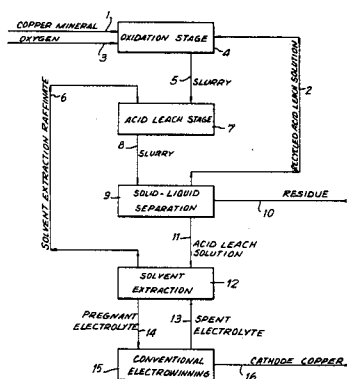 COPPER MINERAL
1
OXYGEN
3
OXIDATION STAGE
4
5
SLURRY
6
2
SOLVENT EXTRACTION RAFFINATE
RECYCLED ACID LEACH SOLUTION
ACID LEACH STAGE
7
8
SLURRY
SOLID-LIQUID
SEPARATION
9
RESIDUE
10
11
ACID LEACH
SOLUTION
SOLVENT
EXTRACTION
12
PREGNANT
ELECTROLYTE
14
13
SPENT
ELECTROLYTE
15
CONVENTIONAL
ELECTROWINNING
CATHODE COPPER
16